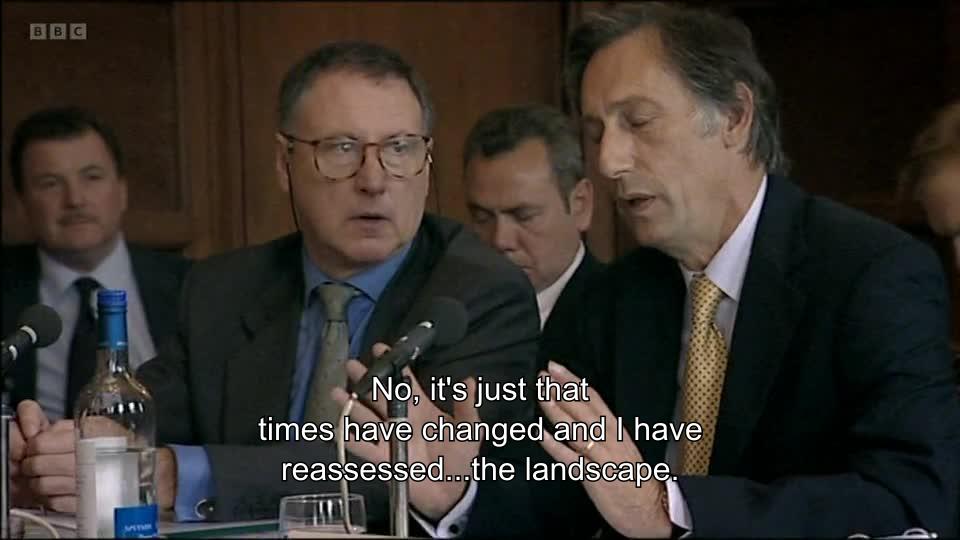 BBC
No, it's just that
times have changed and I have
reassessed...the landscape.